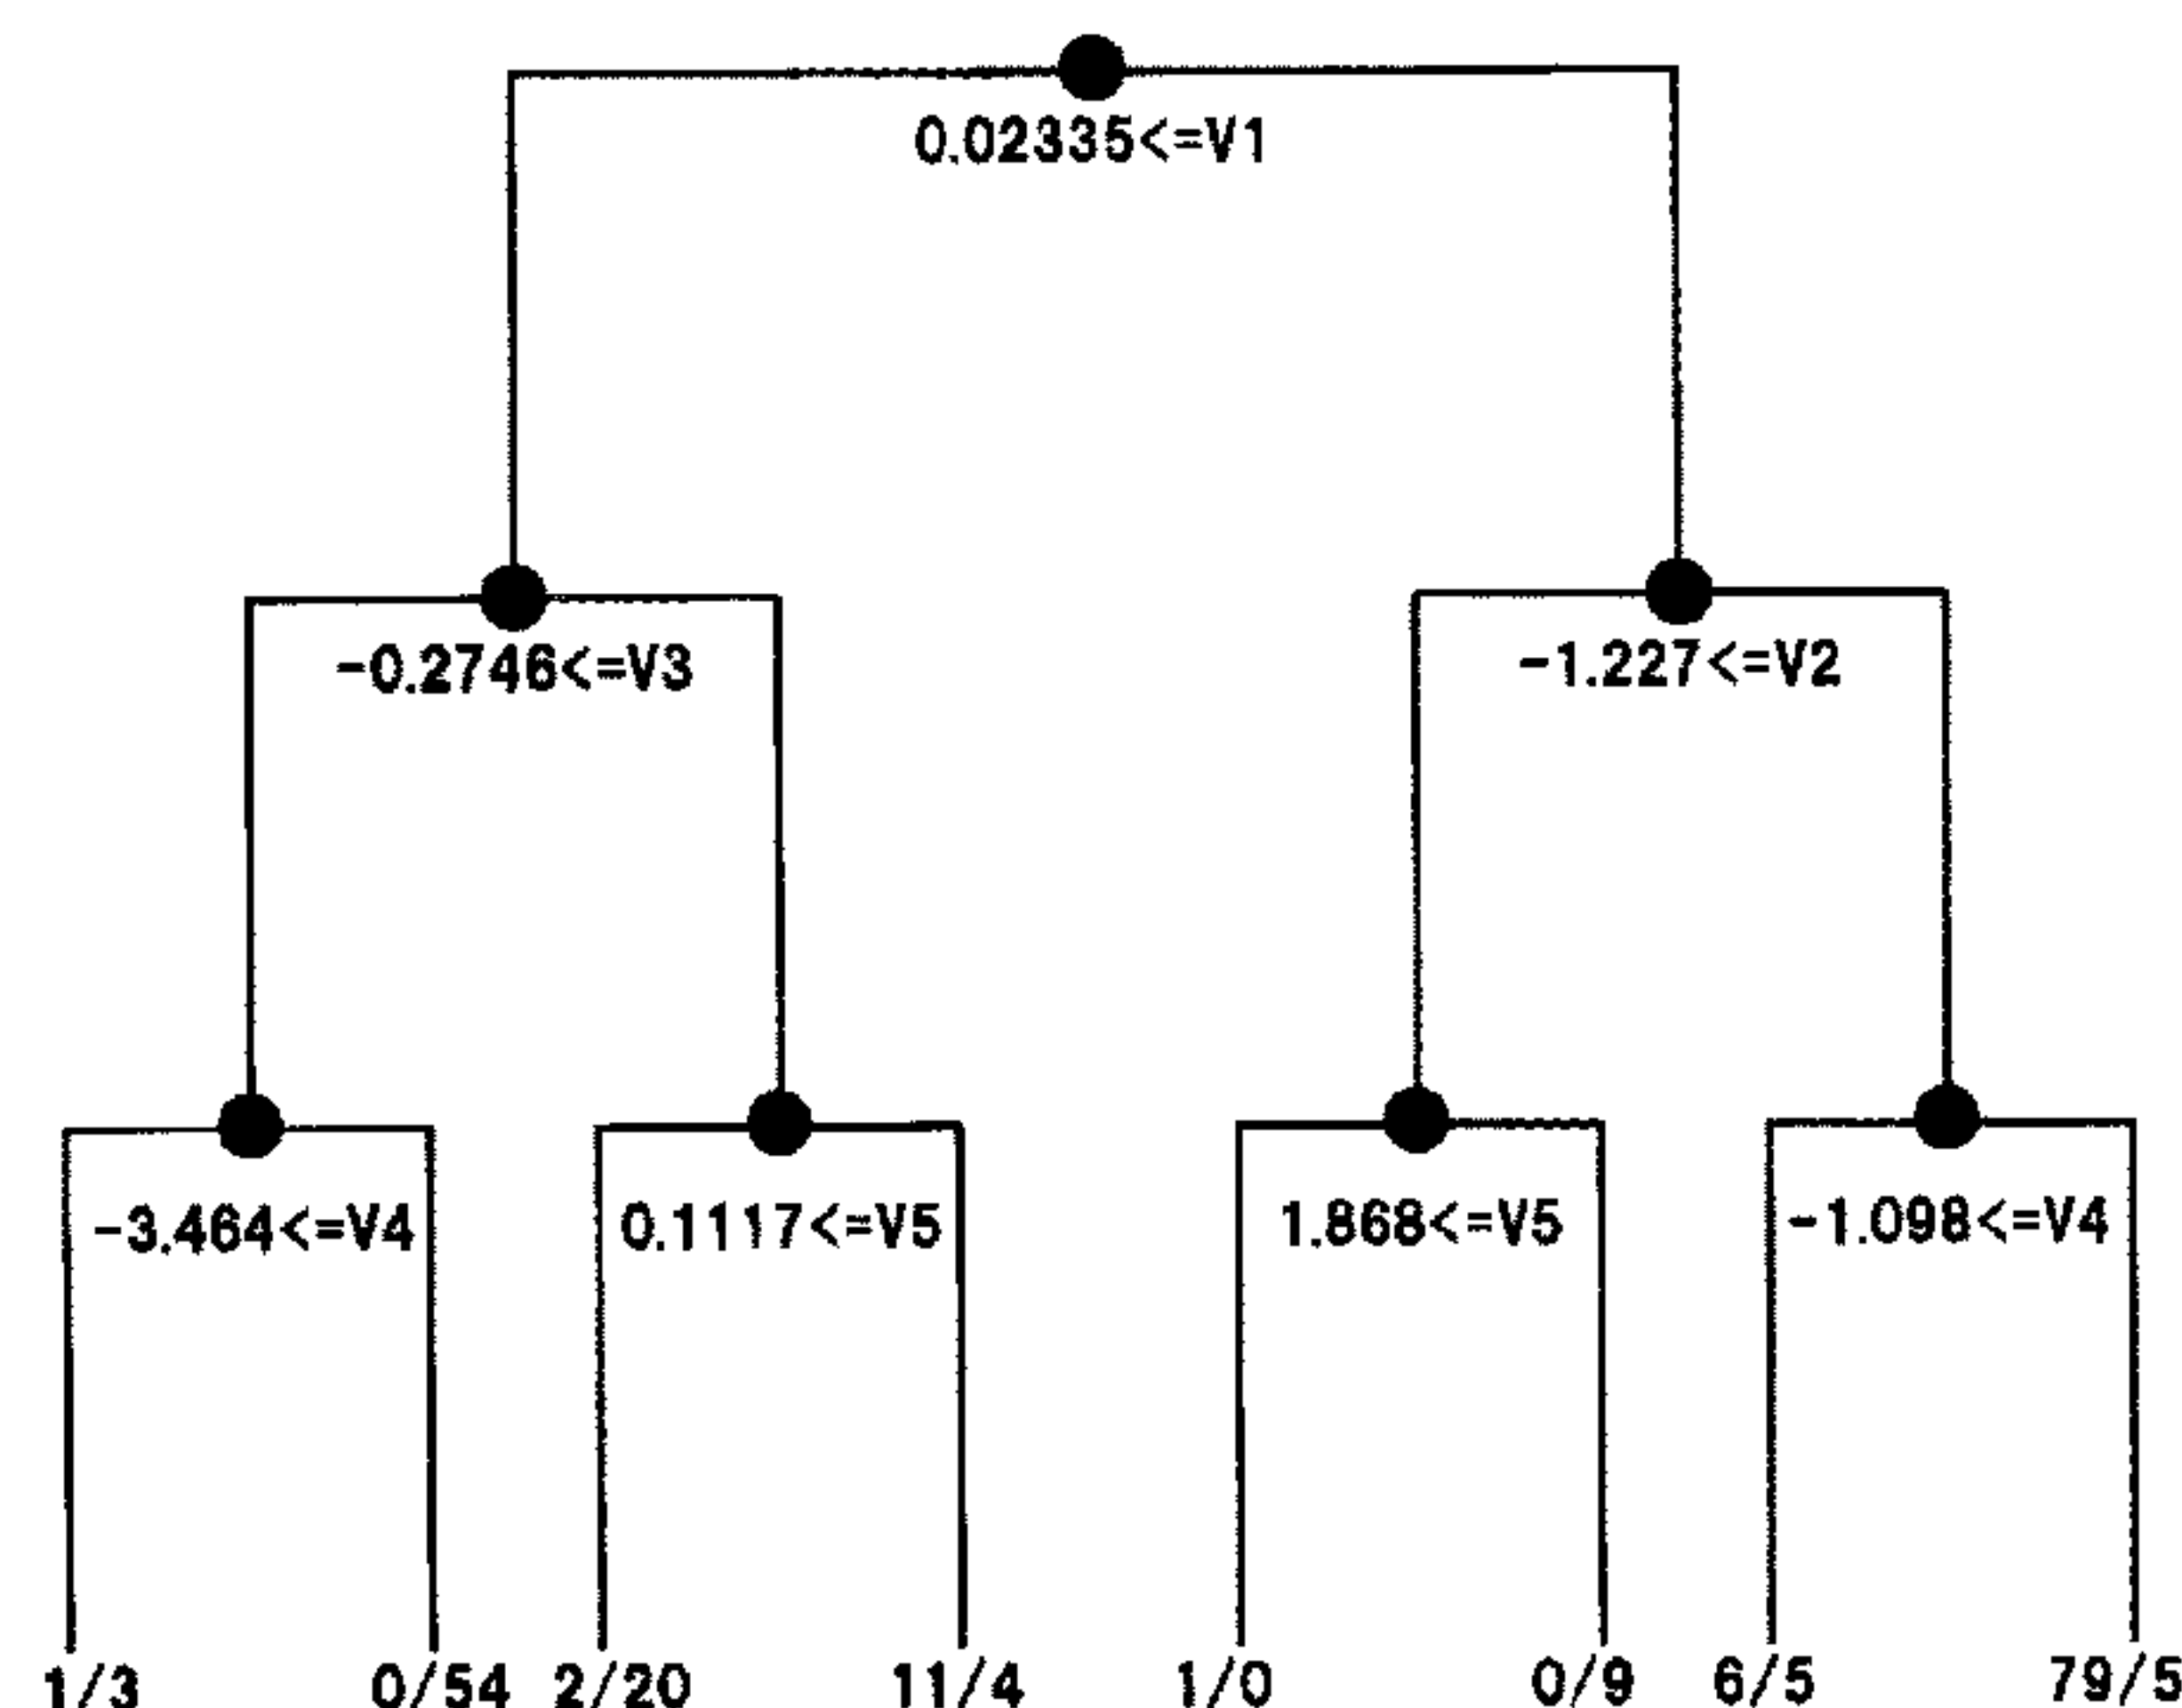 0.02335<=V1
-0.2746<=V3
-1.227<=V2
-3.464<=V4
0.1117<=V5
1.868<=V5
-1.098<=V4
1/3
0/54
2/20
11/4
1/0
0/9
6/5
79/5